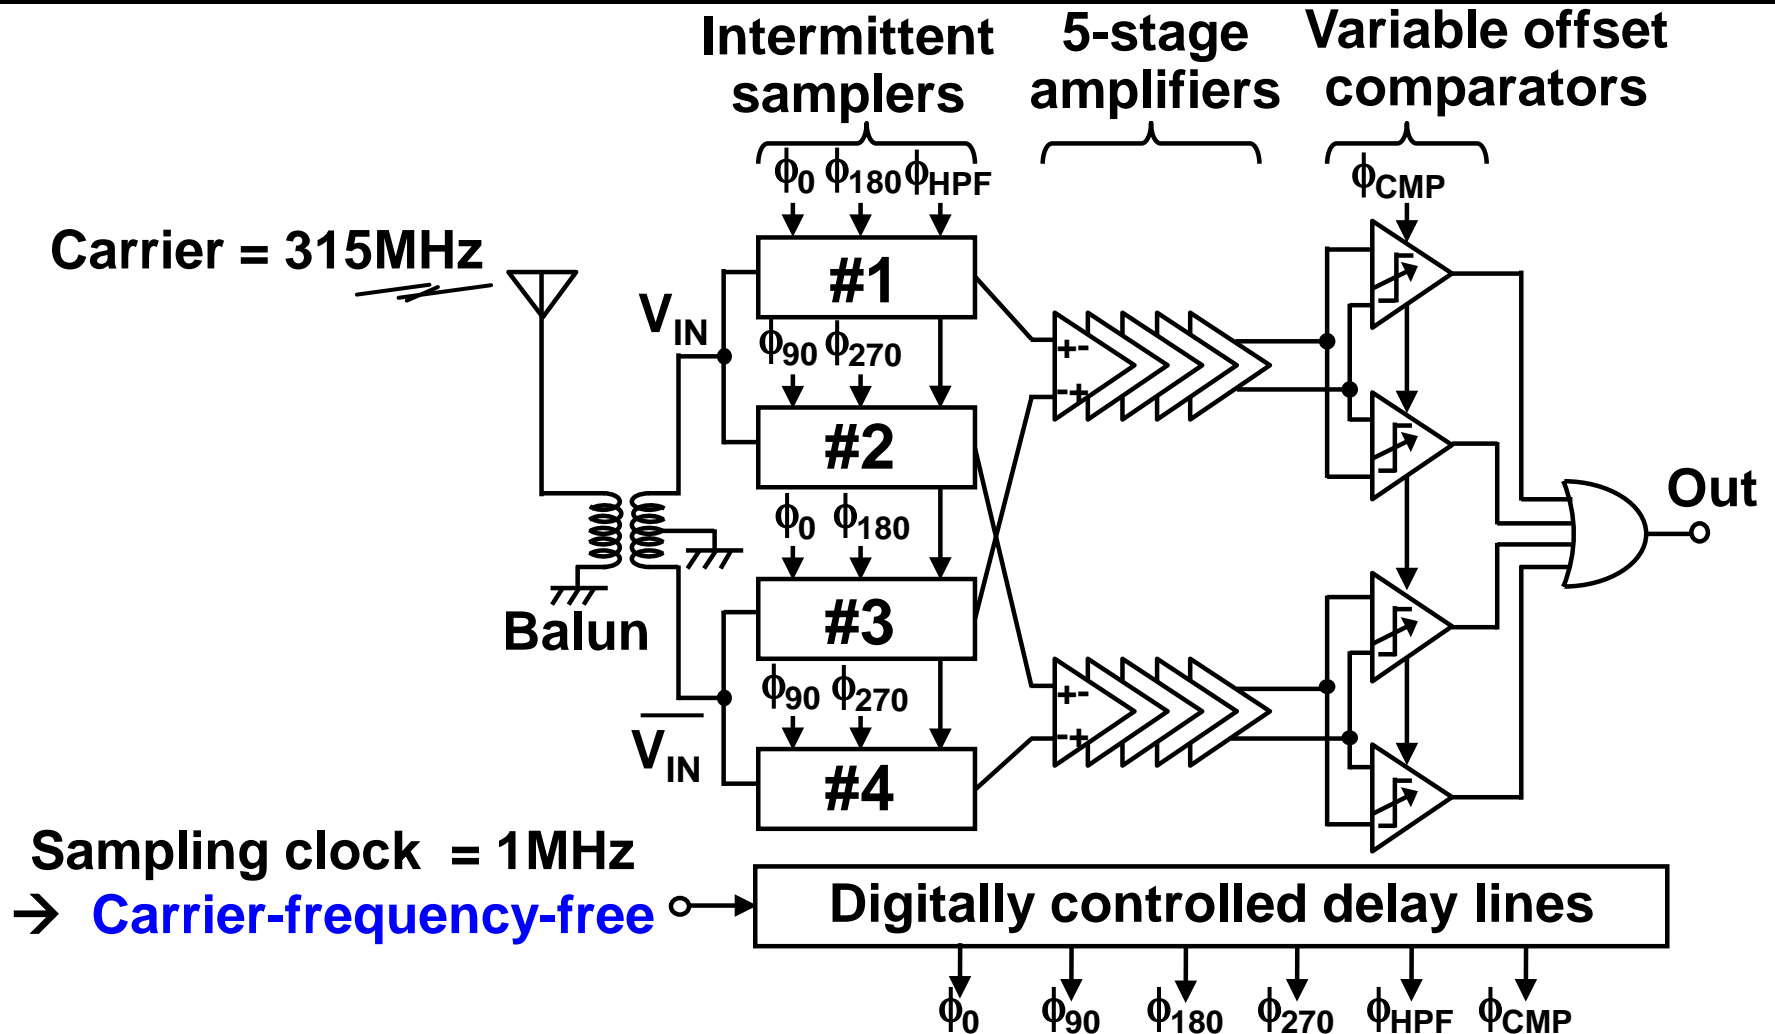 Intermittent samplers
5-stage amplifiers
Variable offset comparators
ϕ0 ϕ180 ϕHPF
ϕCMP
Carrier = 315MHz
#1
VIN
ϕ90 ϕ270
+-
-+
#2
ϕ0 ϕ180
Out
Balun
#3
ϕ90 ϕ270
+-
-+
VIN
#4
Sampling clock = 1MHz
→ Carrier-frequency-free
Digitally controlled delay lines
ϕ0 ϕ90 ϕ180 ϕ270 ϕHPF ϕCMP